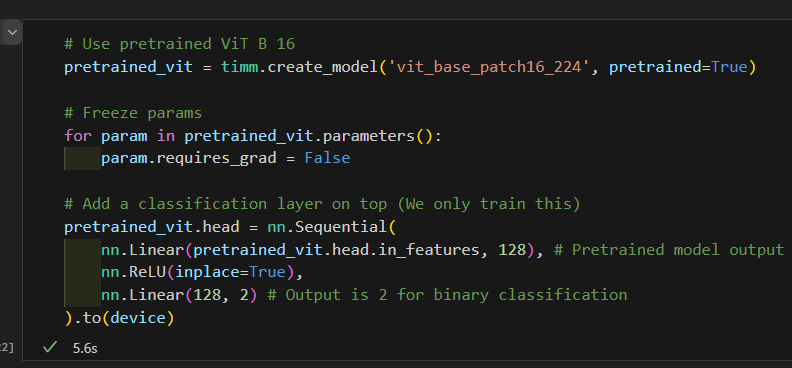 # Use pretrained ViT B 16
pretrained_vit = timm.create_model('vit_base_patch16_224', pretrained=True)
# Freeze params
for param in pretrained_vit.parameters():
param.requires_grad = False
# Add a classification layer on top (We only train this)
pretrained_vit.head = nn.Sequential(
nn.Linear(pretrained_vit.head.in_features, 128), # Pretrained model output
nn.ReLU(inplace=True),
nn.Linear(128, 2) # Output is 2 for binary classification
).to(device)
2] 5.6s